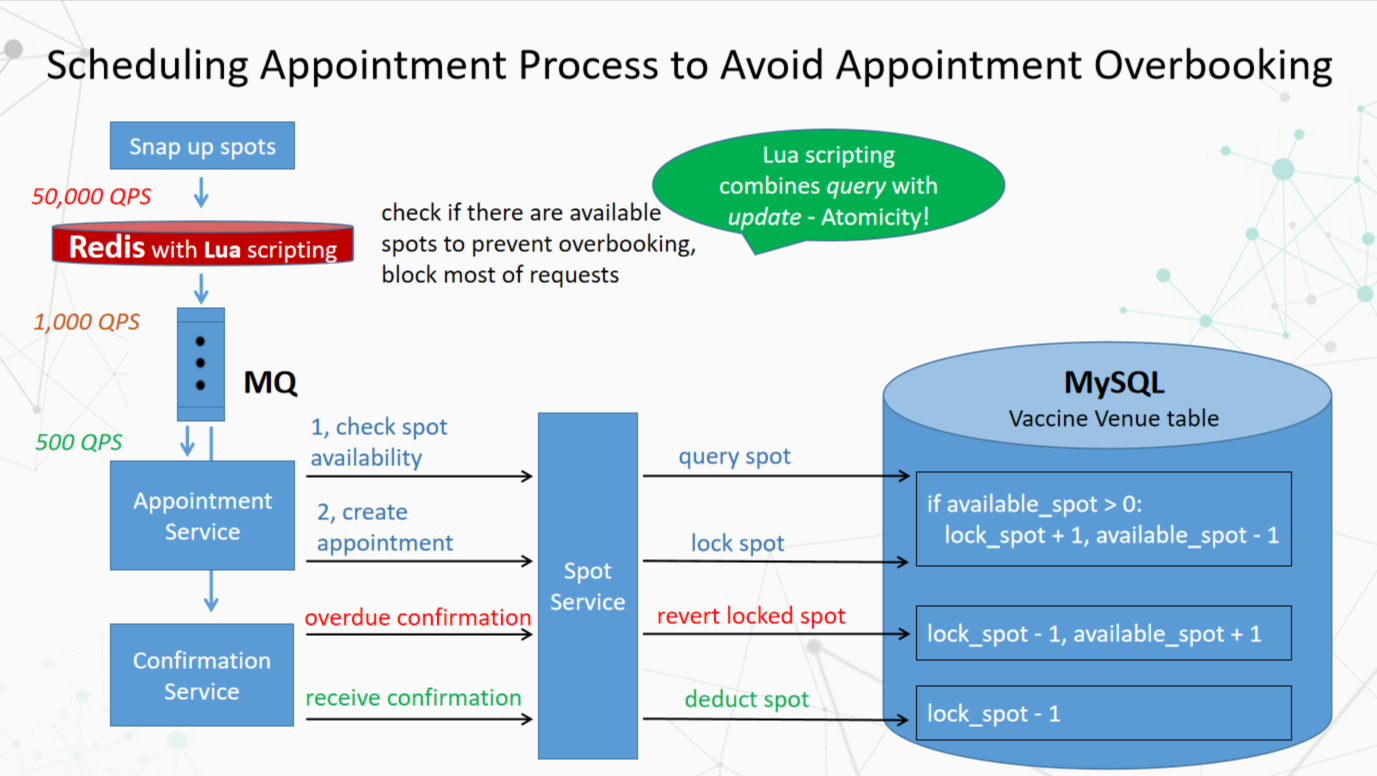 Scheduling Appointment Process to Avoid Appointment Overbooking
Snap up spots
50,000 QPS
Redis with Lua scripting
check if there are available
spots to prevent overbooking,
block most of requests
Lua scripting
combines query with
update - Atomicity!
1,000 QPS
MQ
500 QPS
Appointment
Service
1, check spot
availability
2, create
appointment
Confirmation
Service
overdue confirmation
receive confirmation
Spot
Service
query spot
lock spot
revert locked spot
deduct spot
MySQL
Vaccine Venue table
if available_spot > 0:
lock_spot + 1, available_spot - 1
lock_spot - 1, available_spot + 1
lock_spot - 1